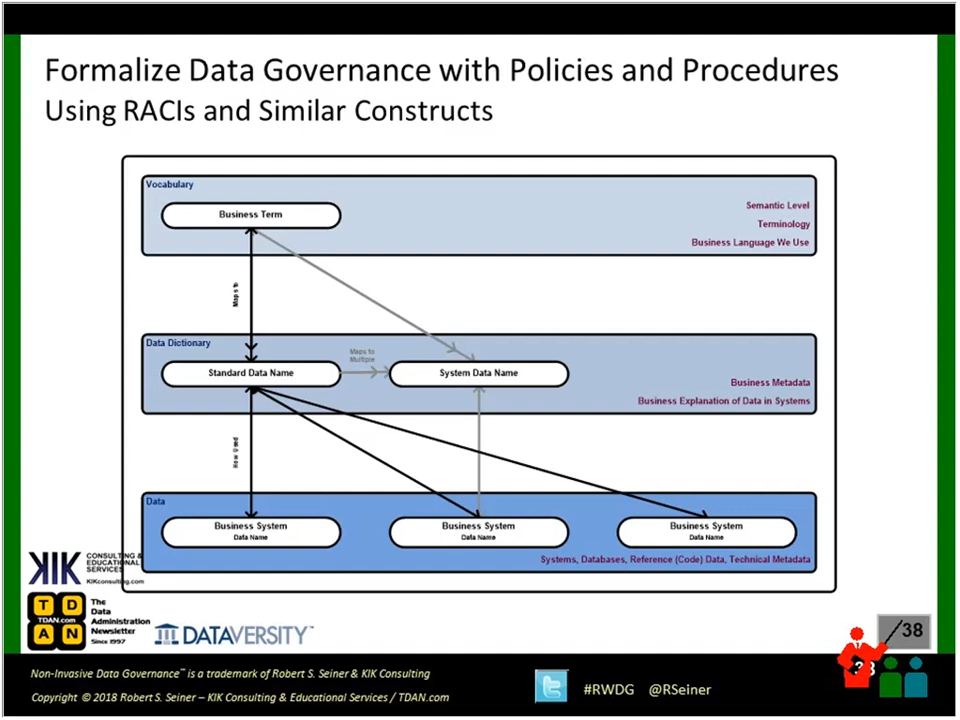 Formalize Data Governance with Policies and Procedures
Using RACIs and Similar Constructs
Vocabulary
Business Term
Semantic Level
Terminology
Business Language We Use
Maps to
Data Dictionary
Maps to
Multiple
Standard Data Name
System Data Name
Business Metadata
Business Explanation of Data in Systems
How Used
Data
Business System
Data Name
Business System
Data Name
Business System
Data Name
Systems, Databases, Reference (Code) Data, Technical Metadata
KIK
CONSULTING &
EDUCATIONAL
SERVICES
KIKconsulting.com
T D
TDAN.com
A N
The
Data
Administration
Newsletter
Since 1997
DATAVERSITY™
38
Non-Invasive Data Governance™ is a trademark of Robert S. Seiner & KIK Consulting
Copyright © 2018 Robert S. Seiner – KIK Consulting & Educational Services / TDAN.com
#RWDG @RSeiner